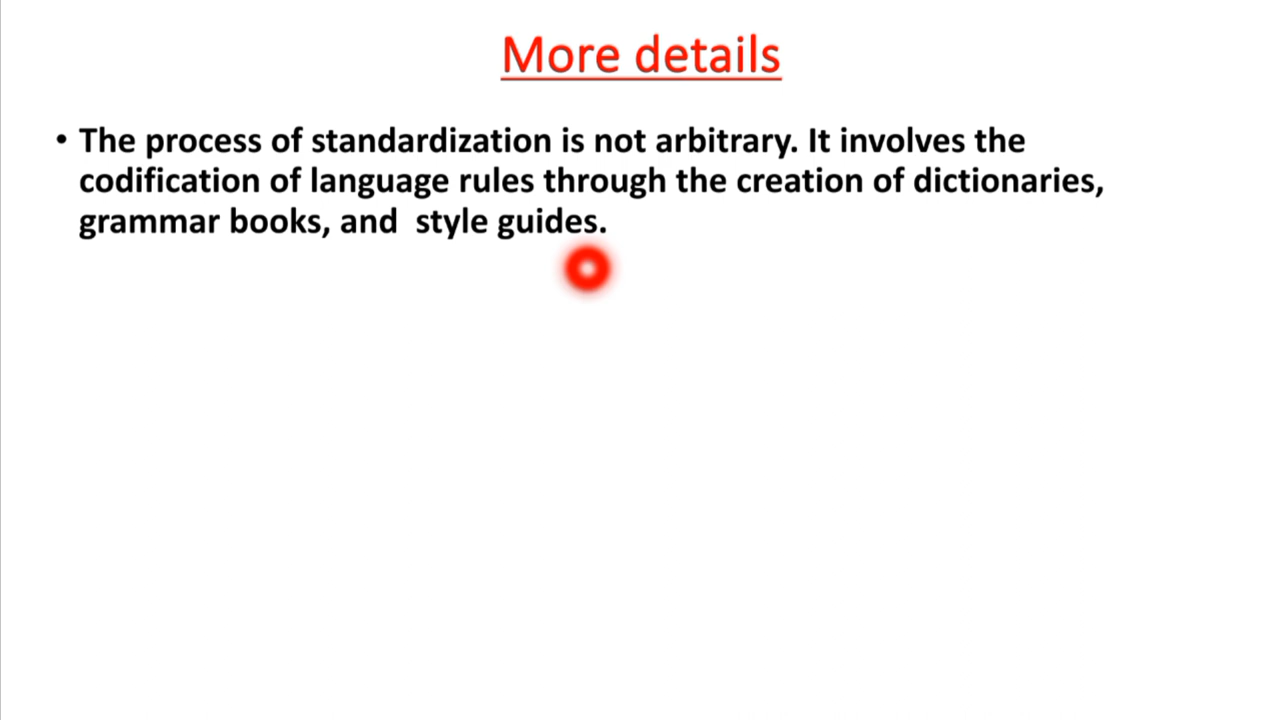 More details
• The process of standardization is not arbitrary. It involves the
codification of language rules through the creation of dictionaries,
grammar books, and  style guides.